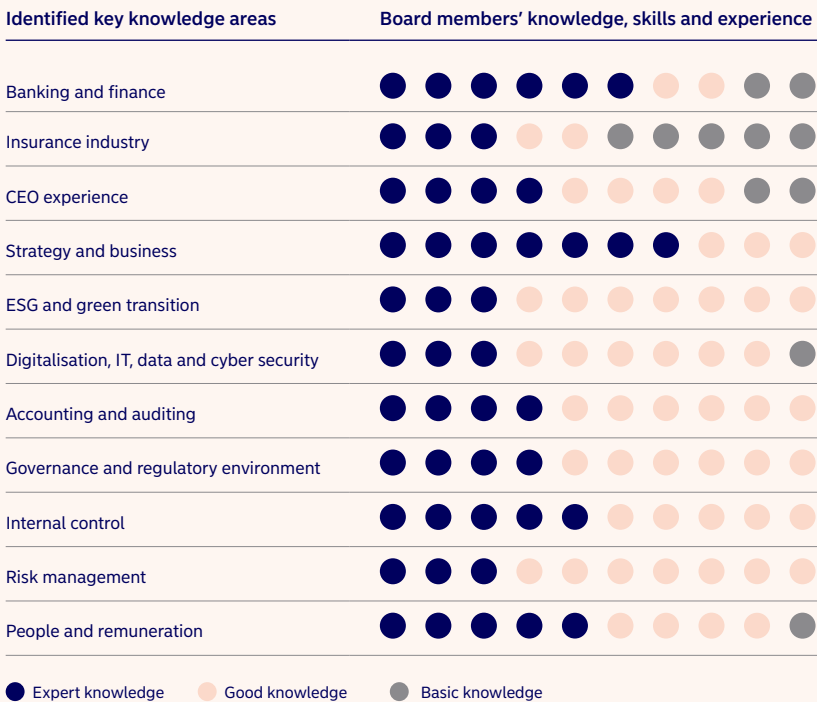 Identified key knowledge areas Board members’ knowledge, skills and experience
Banking and finance
Insurance industry
CEO experience
Strategy and business
ESG and green transition
Digitalisation, IT, data and cyber security
Accounting and auditing
Governance and regulatory environment
Internal control
Risk management
People and remuneration
Expert knowledge Good knowledge Basic knowledge